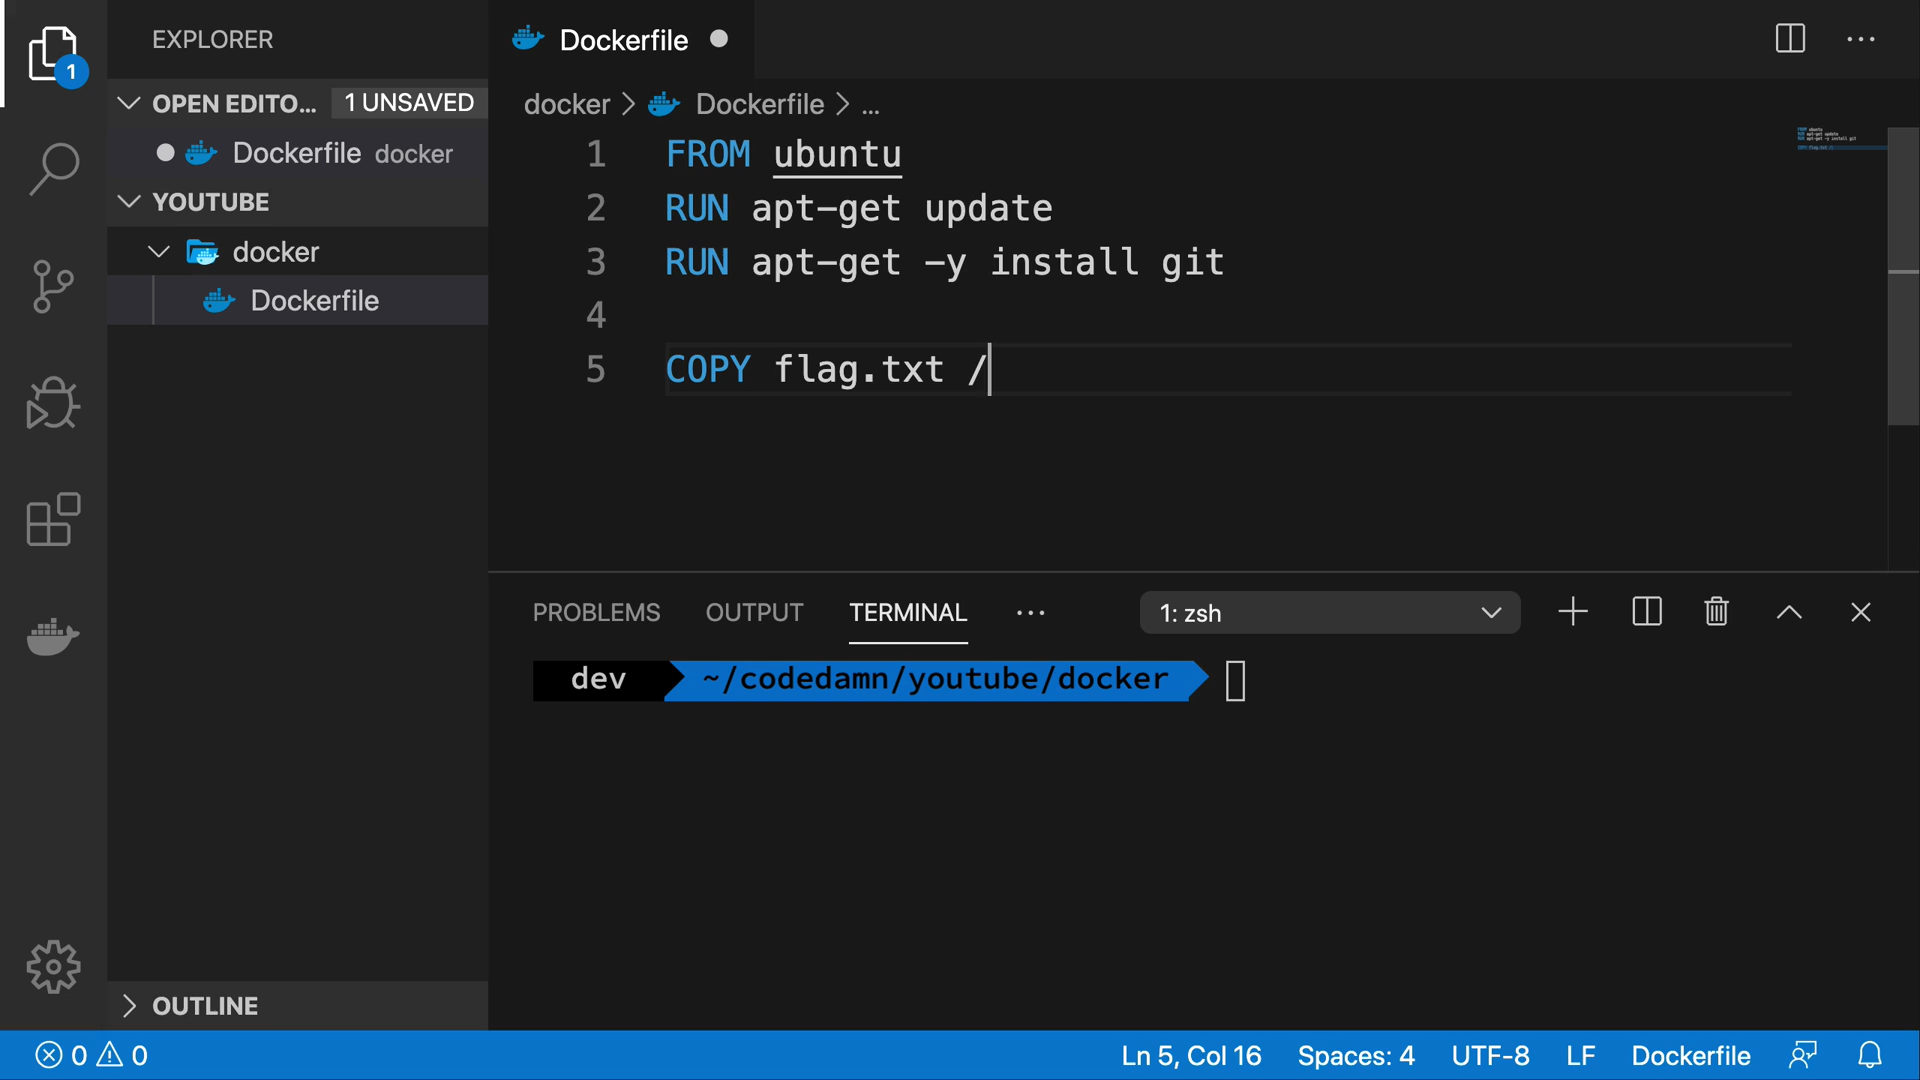 EXPLORER
1
OPEN EDITO... 1 UNSAVED
Dockerfile docker
YOUTUBE
docker
Dockerfile
OUTLINE
Dockerfile
docker > Dockerfile > ...
1 FROM ubuntu
2 RUN apt-get update
3 RUN apt-get -y install git
4
5 COPY flag.txt /
PROBLEMS OUTPUT TERMINAL ... 1: zsh
dev ~/codedamn/youtube/docker
0 0 Ln 5, Col 16 Spaces: 4 UTF-8 LF Dockerfile